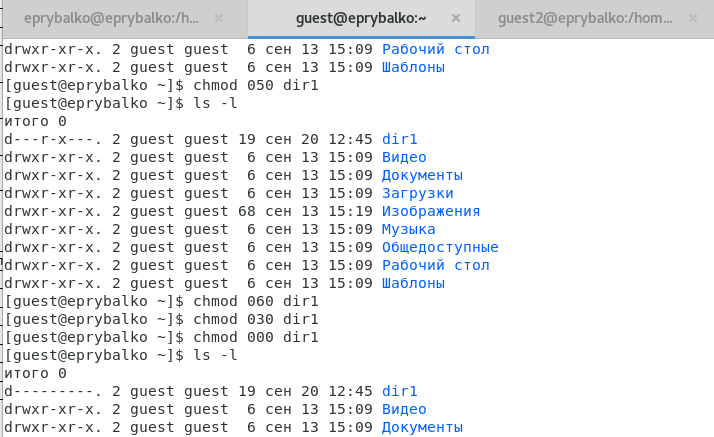 eprybalko@eprybalko:/h... × guest@eprybalko:~ × guest2@eprybalko:/hom... ×
drwxr-xr-x. 2 guest guest  6 сен 13 15:09 Рабочий стол
drwxr-xr-x. 2 guest guest  6 сен 13 15:09 Шаблоны
[guest@eprybalko ~]$ chmod 050 dir1
[guest@eprybalko ~]$ ls -l
итого 0
d---r-x---. 2 guest guest 19 сен 20 12:45 dir1
drwxr-xr-x. 2 guest guest  6 сен 13 15:09 Видео
drwxr-xr-x. 2 guest guest  6 сен 13 15:09 Документы
drwxr-xr-x. 2 guest guest  6 сен 13 15:09 Загрузки
drwxr-xr-x. 2 guest guest 68 сен 13 15:19 Изображения
drwxr-xr-x. 2 guest guest  6 сен 13 15:09 Музыка
drwxr-xr-x. 2 guest guest  6 сен 13 15:09 Общедоступные
drwxr-xr-x. 2 guest guest  6 сен 13 15:09 Рабочий стол
drwxr-xr-x. 2 guest guest  6 сен 13 15:09 Шаблоны
[guest@eprybalko ~]$ chmod 060 dir1
[guest@eprybalko ~]$ chmod 030 dir1
[guest@eprybalko ~]$ chmod 000 dir1
[guest@eprybalko ~]$ ls -l
итого 0
d---------. 2 guest guest 19 сен 20 12:45 dir1
drwxr-xr-x. 2 guest guest  6 сен 13 15:09 Видео
drwxr-xr-x. 2 guest guest  6 сен 13 15:09 Документы